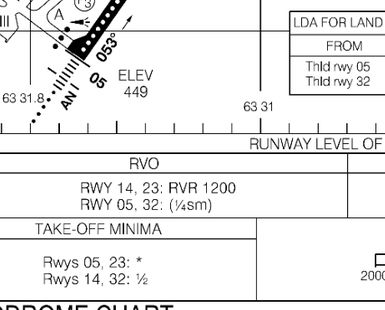 A
III
053°
05
AN
ELEV
449
63 31.8
63 31
LDA FOR LAND
FROM
Thld rwy 05
Thld rwy 32
RUNWAY LEVEL OF
RVO
RWY 14, 23: RVR 1200
RWY 05, 32: (¼sm)
TAKE-OFF MINIMA
Rwys 05, 23: *
Rwys 14, 32: ½
2000